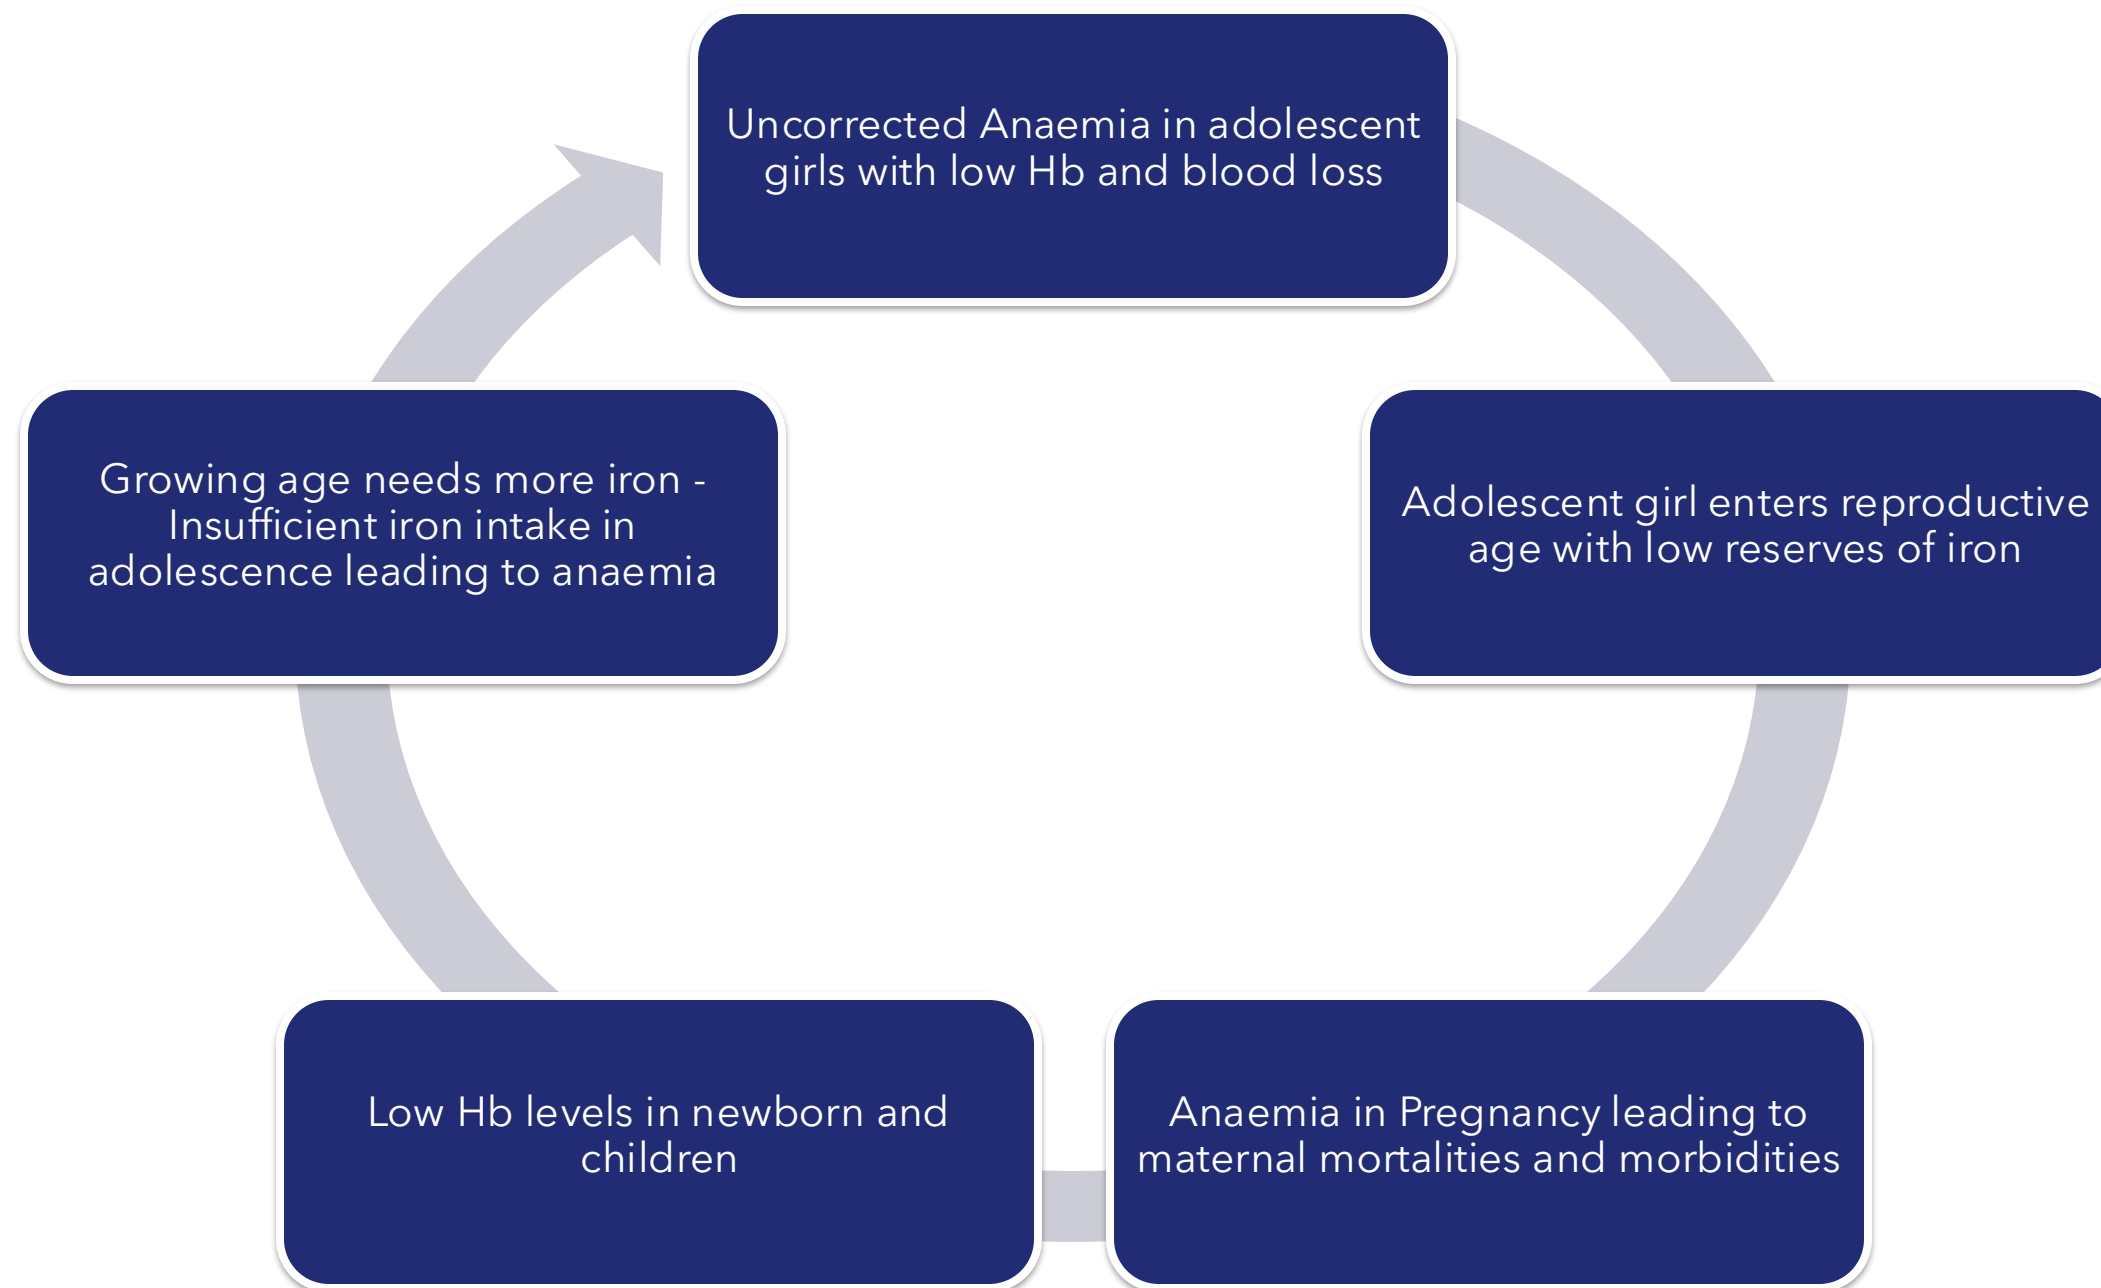 Uncorrected Anaemia in adolescent
girls with low Hb and blood loss
Adolescent girl enters reproductive
age with low reserves of iron
Anaemia in Pregnancy leading to
maternal mortalities and morbidities
Low Hb levels in newborn and
children
Growing age needs more iron -
Insufficient iron intake in
adolescence leading to anaemia